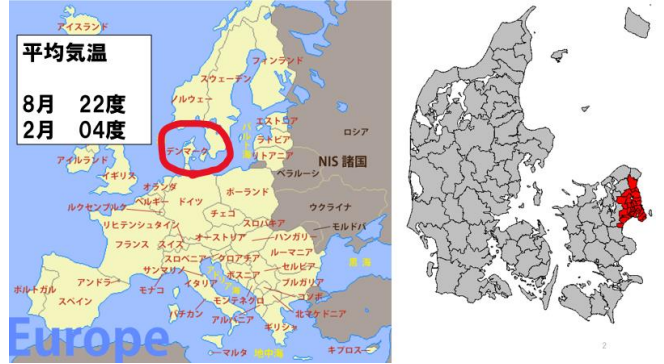 アイスランド
平均気温
8月　22度
2月　04度
フィンランド
スウェーデン
ノルウェー
エストニア
バルト海
ラトビア
リトアニア
デンマーク
ロシア
NIS 諸国
ベラルーシ
アイルランド
イギリス
オランダ
ベルギー
ドイツ
ポーランド
ルクセンブルク
チェコ
ウクライナ
スロバキア
モルドバ
リヒテンシュタイン
オーストリア
ハンガリー
フランス
スイス
ルーマニア
スロベニア
クロアチア
セルビア
黒 海
サンマリノ
ボスニア
ブルガリア
アンドラ
モナコ
イタリア
モンテネグロ
コソボ
ポルトガル
スペイン
バチカン
アルバニア
北マケドニア
ギリシャ
マルタ
地中海
キプロス
Europe
2